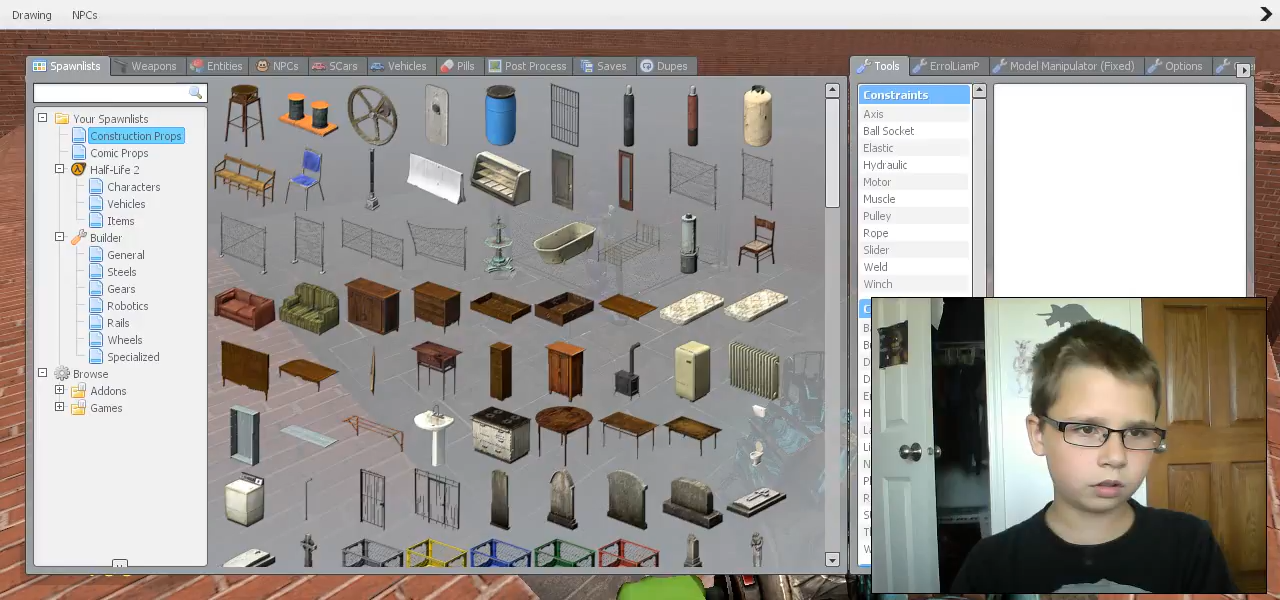 Drawing NPCs
Spawnlists Weapons Entities NPCs SCars Vehicles Pills Post Process Saves Dupes
Tools ErrolLiamP Model Manipulator (Fixed) Options
Your Spawnlists
Construction Props
Comic Props
Half-Life 2
Characters
Vehicles
Items
Builder
General
Steels
Gears
Robotics
Rails
Wheels
Specialized
Browse
Addons
Games
Constraints
Axis
Ball Socket
Elastic
Hydraulic
Motor
Muscle
Pulley
Rope
Slider
Weld
Winch